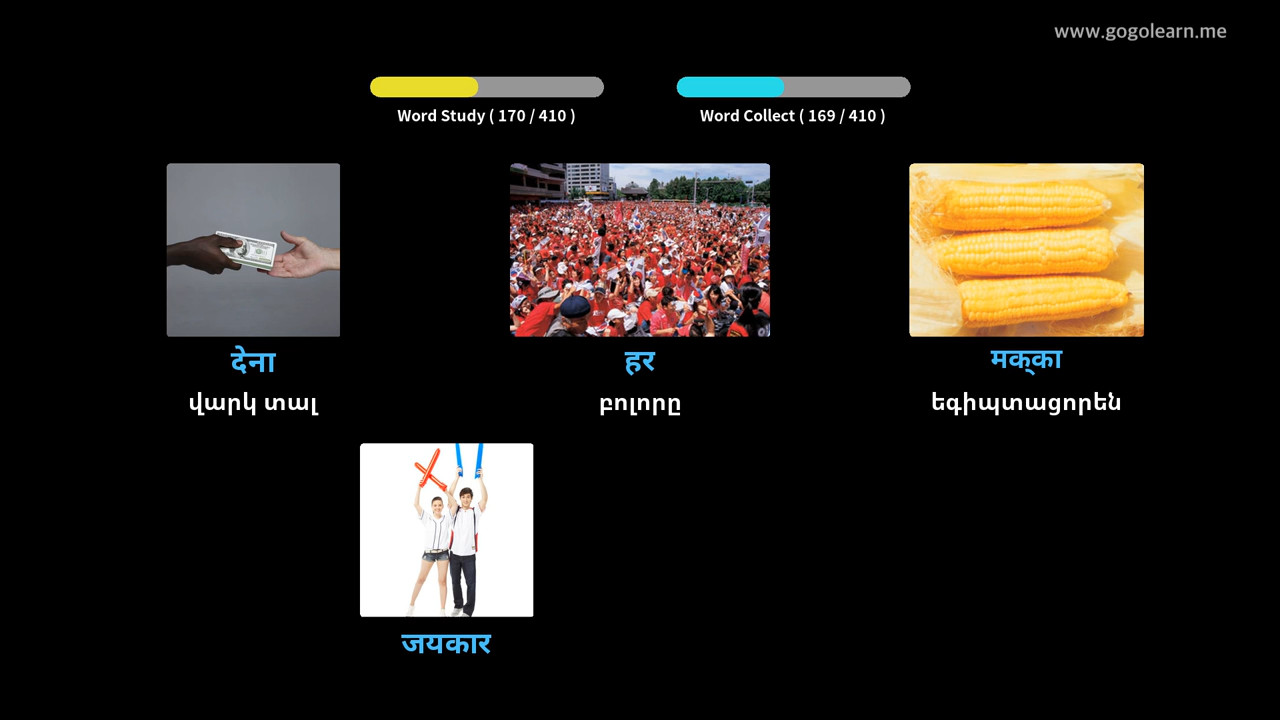 www.gogolearn.me
Word Study ( 170 / 410 )
Word Collect ( 169 / 410 )
देना
हर
मक्का
վարկ տալ
բոլորը
եգիպտացորեն
जयकार